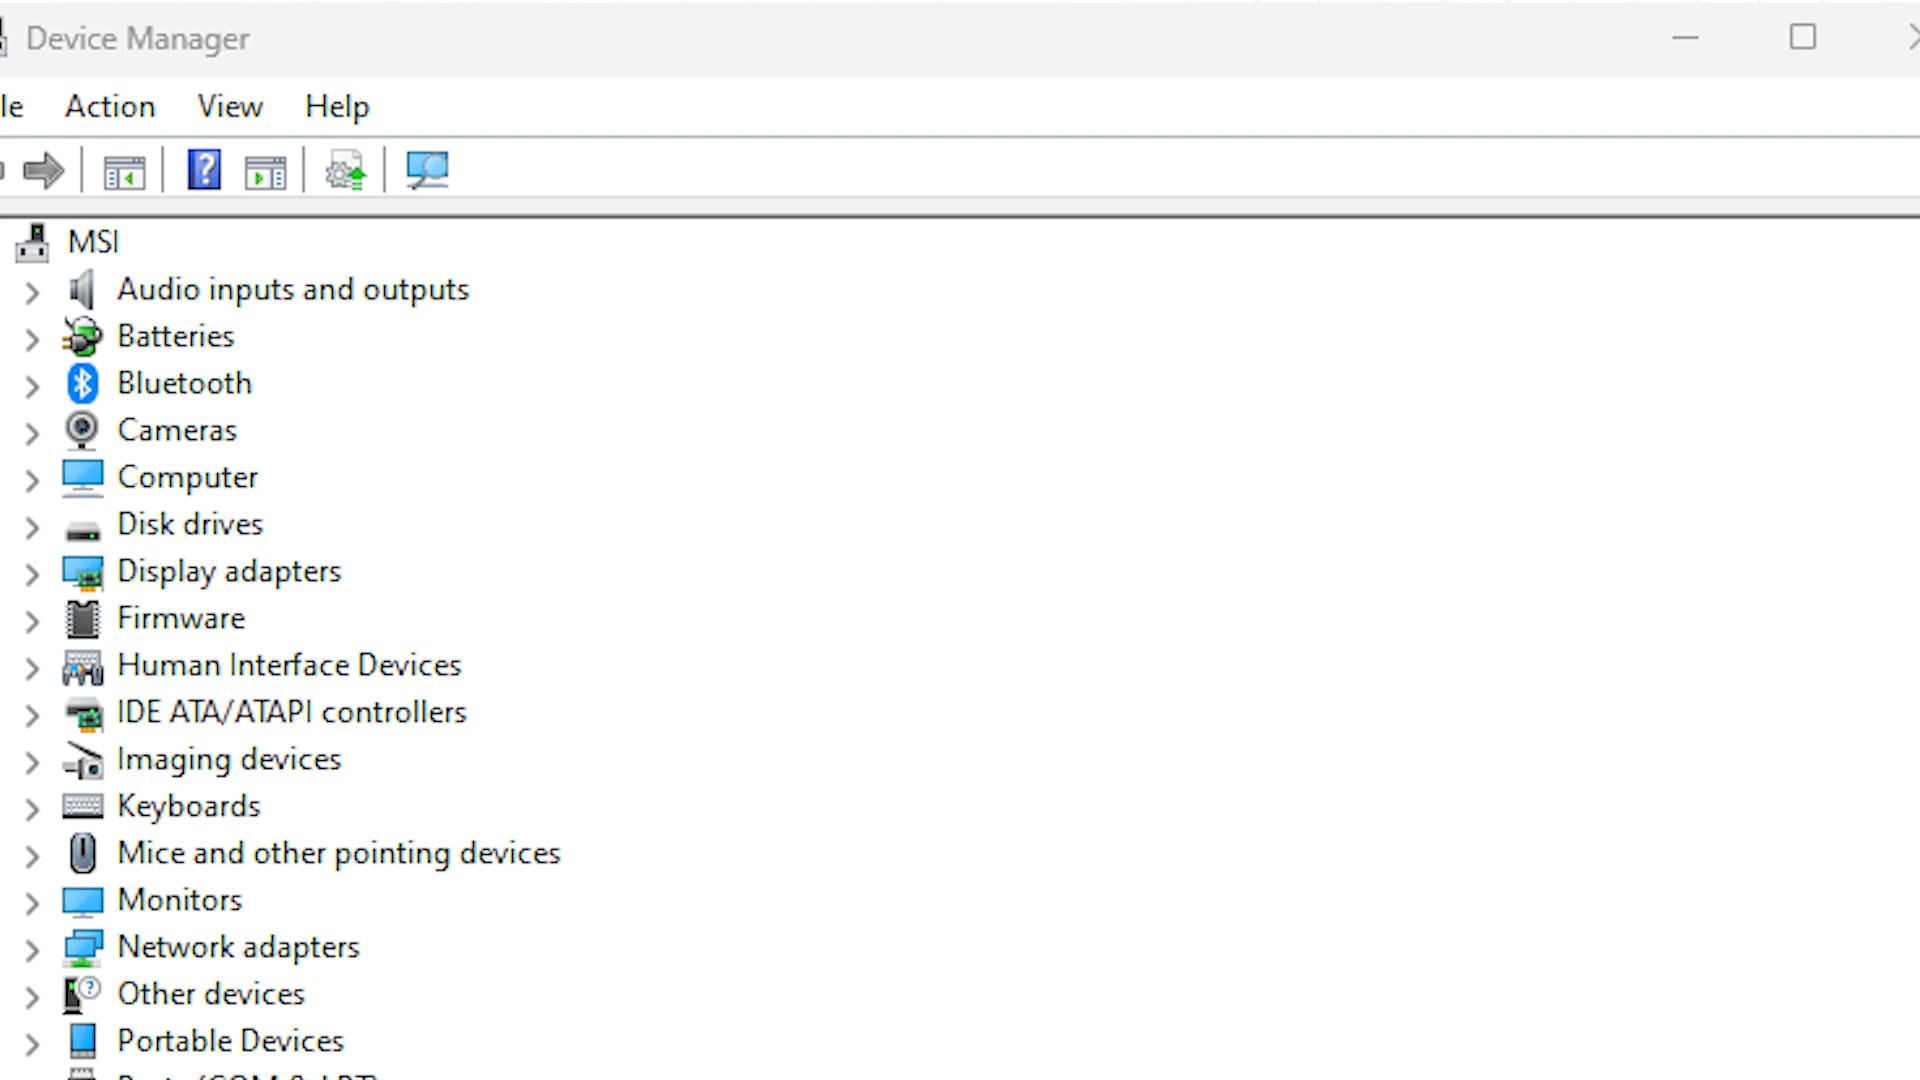 Device Manager
le Action View Help
MSI
Audio inputs and outputs
Batteries
Bluetooth
Cameras
Computer
Disk drives
Display adapters
Firmware
Human Interface Devices
IDE ATA/ATAPI controllers
Imaging devices
Keyboards
Mice and other pointing devices
Monitors
Network adapters
Other devices
Portable Devices